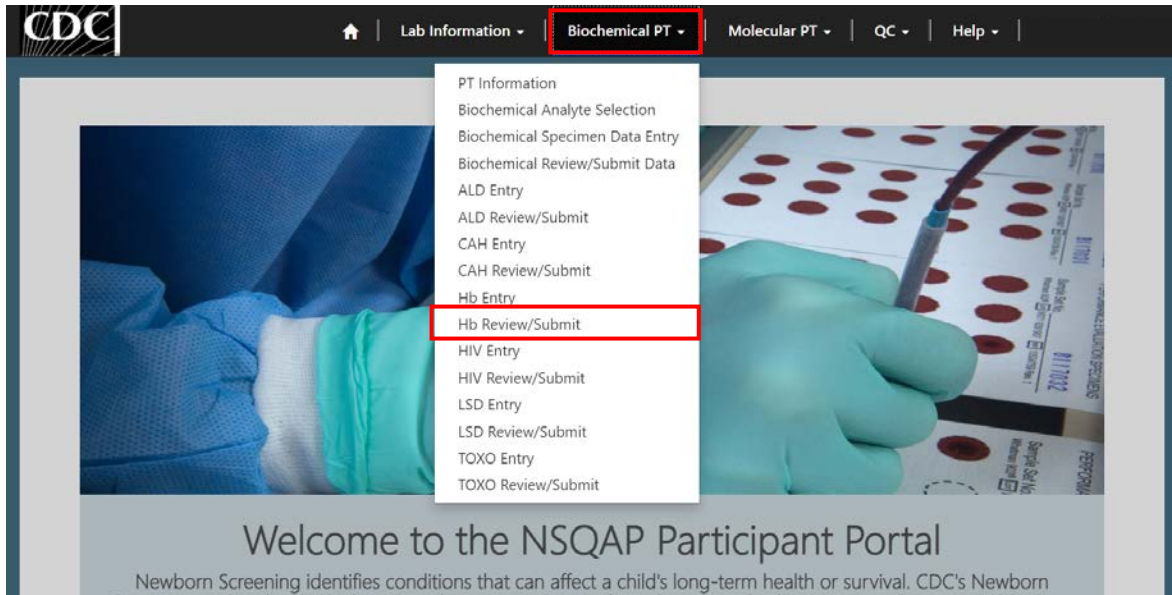 CDC
Lab Information
Biochemical PT
Molecular PT
QC
Help
PT Information
Biochemical Analyte Selection
Biochemical Specimen Data Entry
Biochemical Review/Submit Data
ALD Entry
ALD Review/Submit
CAH Entry
CAH Review/Submit
Hb Entry
Hb Review/Submit
HIV Entry
HIV Review/Submit
LSD Entry
LSD Review/Submit
TOXO Entry
TOXO Review/Submit
8117031
8117032
Welcome to the NSQAP Participant Portal
Newborn Screening identifies conditions that can affect a child's long-term health or survival. CDC's Newborn